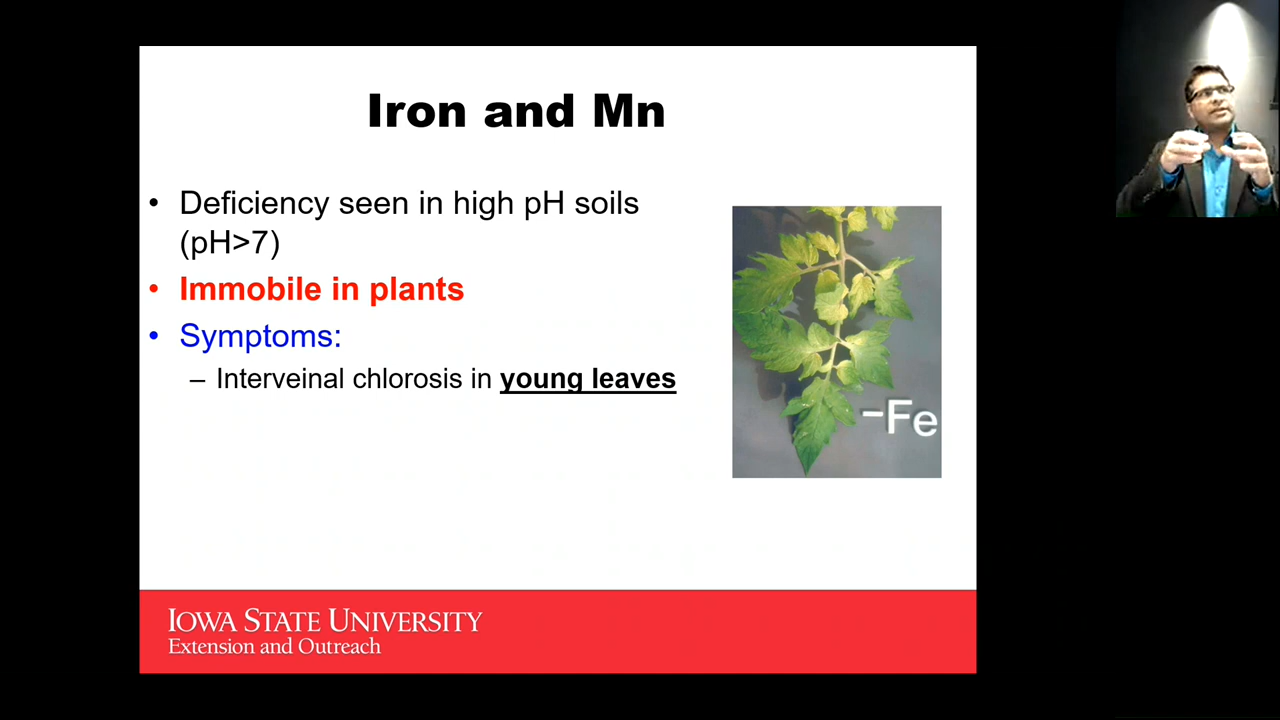 Iron and Mn
• Deficiency seen in high pH soils
(pH>7)
• Immobile in plants
• Symptoms:
– Interveinal chlorosis in young leaves
-Fe
IOWA STATE UNIVERSITY
Extension and Outreach